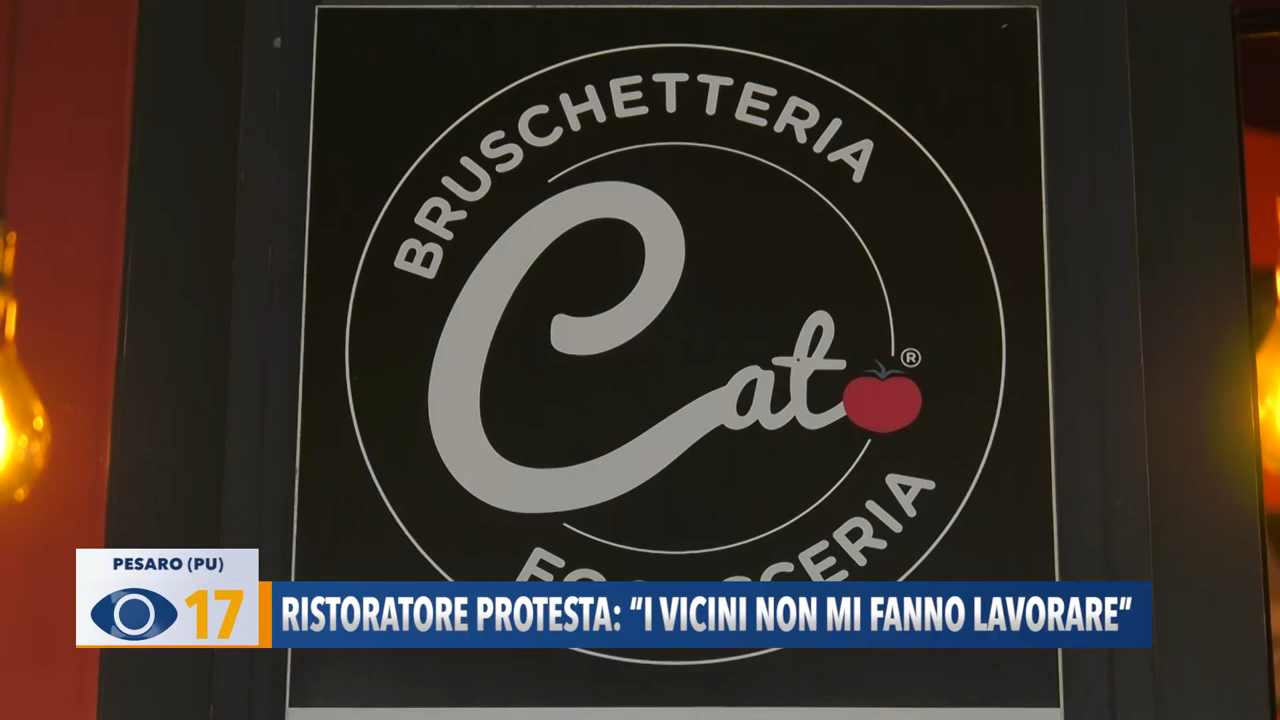 BRUSCHETTERIA
Cat
®
PESARO (PU)
17
RISTORATORE PROTESTA: “I VICINI NON MI FANNO LAVORARE”